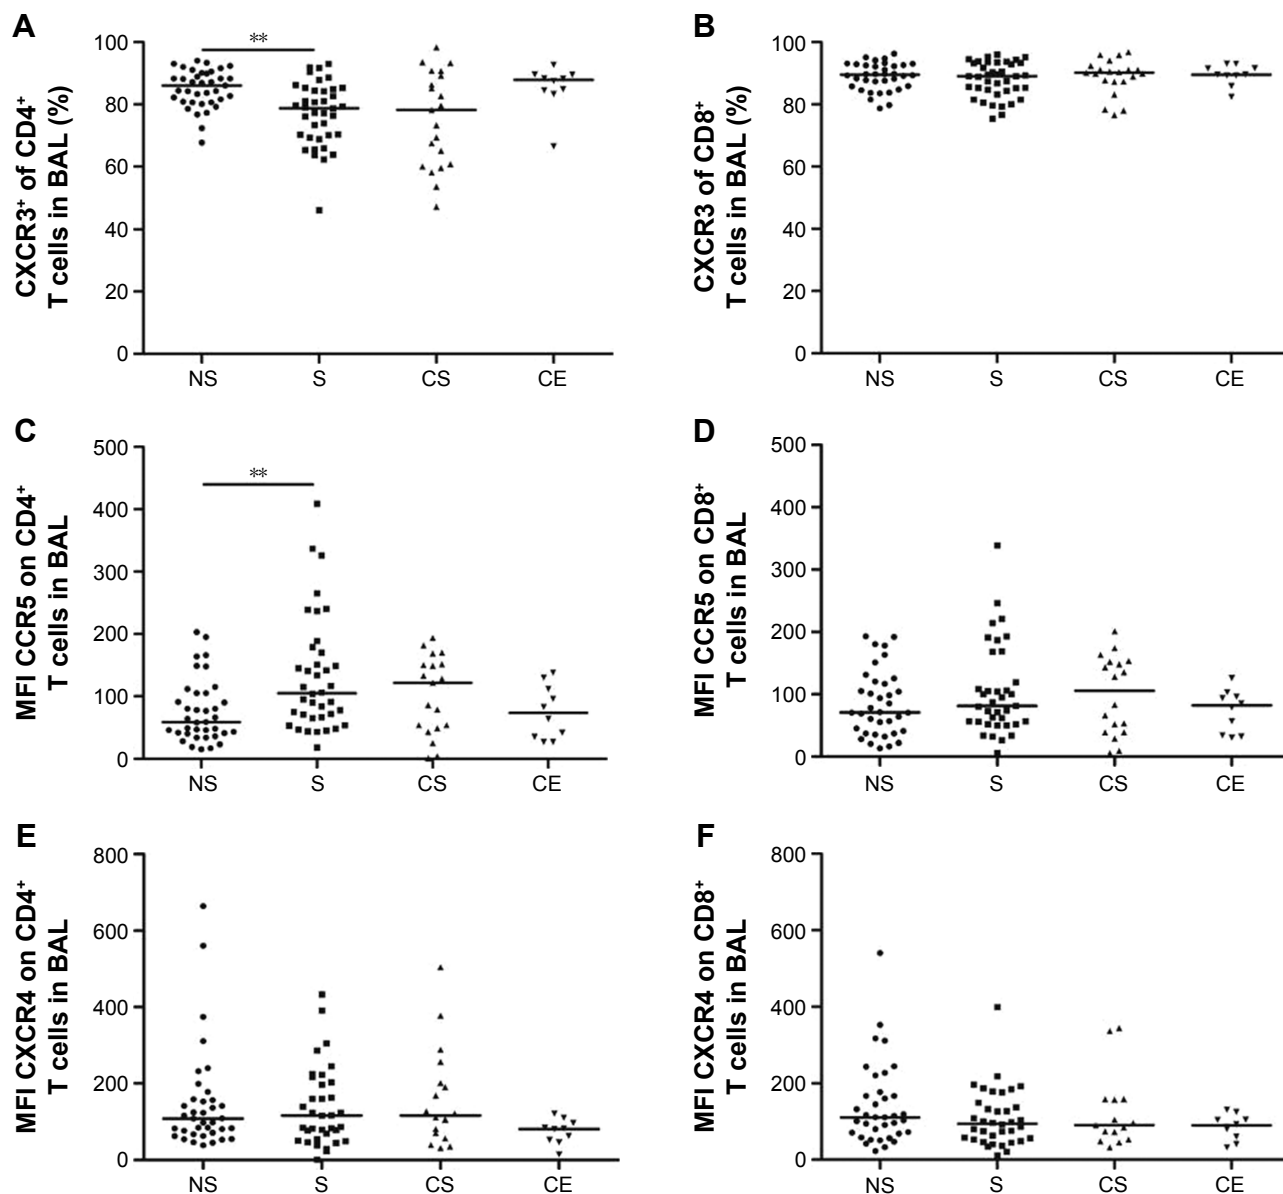 A
CXCR3⁺ of CD4⁺
T cells in BAL (%)
100
80
60
40
20
0
**
NS S CS CE
B
CXCR3 of CD8⁺
T cells in BAL (%)
100
80
60
40
20
0
NS S CS CE
C
MFI CCR5 on CD4⁺
T cells in BAL
500
400
300
200
100
0
**
NS S CS CE
D
MFI CCR5 on CD8⁺
T cells in BAL
500
400
300
200
100
0
NS S CS CE
E
MFI CXCR4 on CD4⁺
T cells in BAL
800
600
400
200
0
NS S CS CE
F
MFI CXCR4 on CD8⁺
T cells in BAL
800
600
400
200
0
NS S CS CE